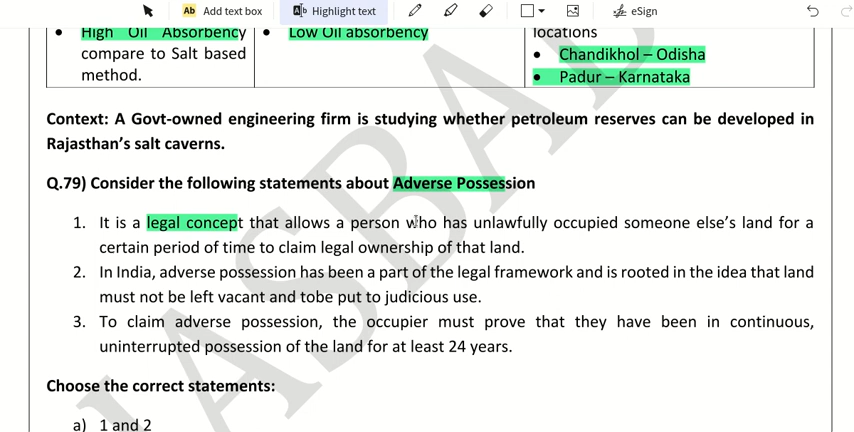 Add text box
Highlight text
eSign
• High Oil Absorbency
• Low Oil absorbency
locations
compare to Salt based
• Chandikhol – Odisha
method.
• Padur – Karnataka
Context: A Govt-owned engineering firm is studying whether petroleum reserves can be developed in
Rajasthan's salt caverns.
Q.79) Consider the following statements about Adverse Possession
1. It is a legal concept that allows a person who has unlawfully occupied someone else's land for a
certain period of time to claim legal ownership of that land.
2. In India, adverse possession has been a part of the legal framework and is rooted in the idea that land
must not be left vacant and tobe put to judicious use.
3. To claim adverse possession, the occupier must prove that they have been in continuous,
uninterrupted possession of the land for at least 24 years.
Choose the correct statements:
a) 1 and 2